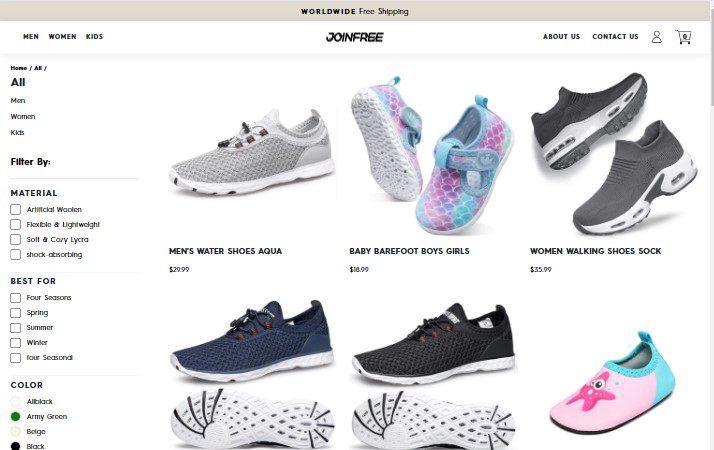 WORLDWIDE Free Shipping
MEN WOMEN KIDS
JOINFREE
ABOUT US CONTACT US
0
Home / All /
All
Men
Women
Kids
Filter By:
MATERIAL
Artificial Woolen
Flexible & Lightweight
Soft & Cozy Lycra
shock-absorbing
BEST FOR
Four Seasons
Spring
Summer
Winter
four Seasonal
COLOR
Allblack
Army Green
Beige
Black
MEN'S WATER SHOES AQUA
$29.99
BABY BAREFOOT BOYS GIRLS
$18.99
WOMEN WALKING SHOES SOCK
$35.99